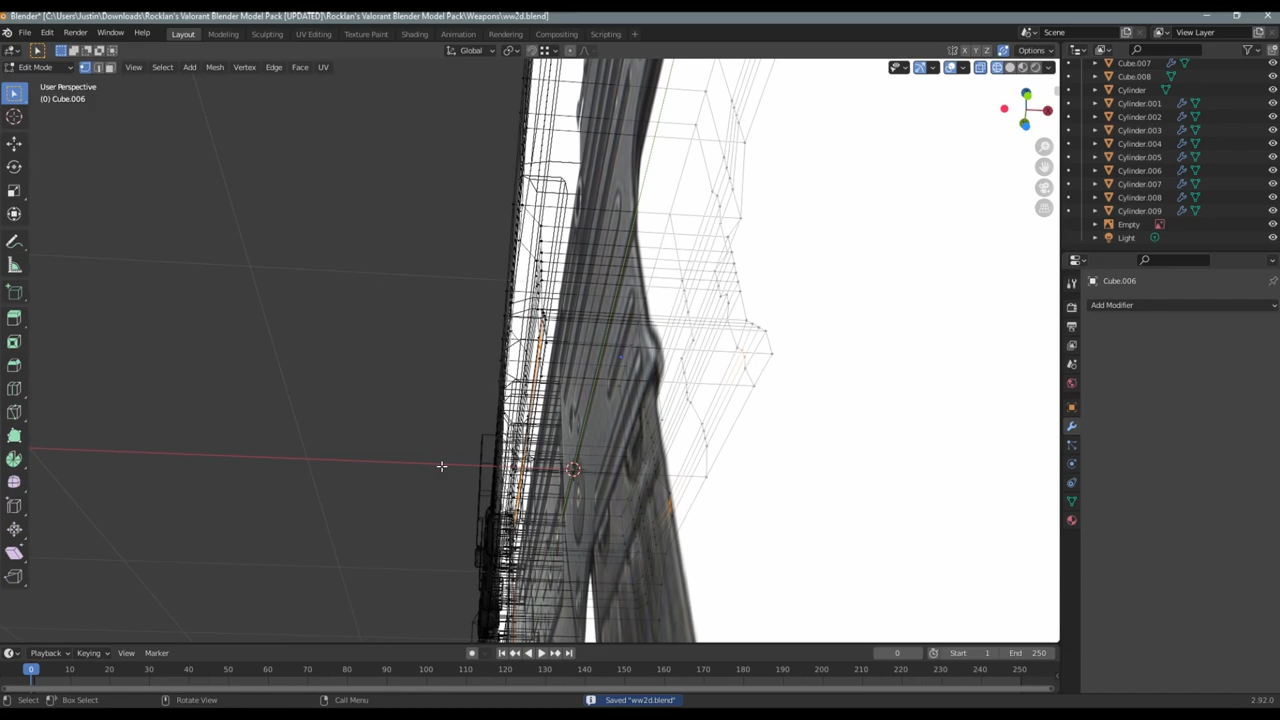 Blender* [C:\Users\Justin\Downloads\Rocklan's Valorant Blender Model Pack [UPDATED]\Rocklan's Valorant Blender Model Pack\Weapons\ww2d.blend]
File Edit Render Window Help Layout Modeling Sculpting UV Editing Texture Paint Shading Animation Rendering Compositing Scripting Scene View Layer
Global X Y Z Options
Edit Mode View Select Add Mesh Vertex Edge Face UV
User Perspective
(0) Cube.006
Cube.007
Cube.008
Cylinder
Cylinder.001
Cylinder.002
Cylinder.003
Cylinder.004
Cylinder.005
Cylinder.006
Cylinder.007
Cylinder.008
Cylinder.009
Empty
Light
Cube.006
Add Modifier
Playback Keying View Marker 0 Start 1 End 250
0 10 20 30 40 50 60 70 80 90 100 110 120 130 140 150 160 170 180 190 200 210 220 230 240 250
Select Box Select Rotate View Call Menu Saved "ww2d.blend" 2.92.0